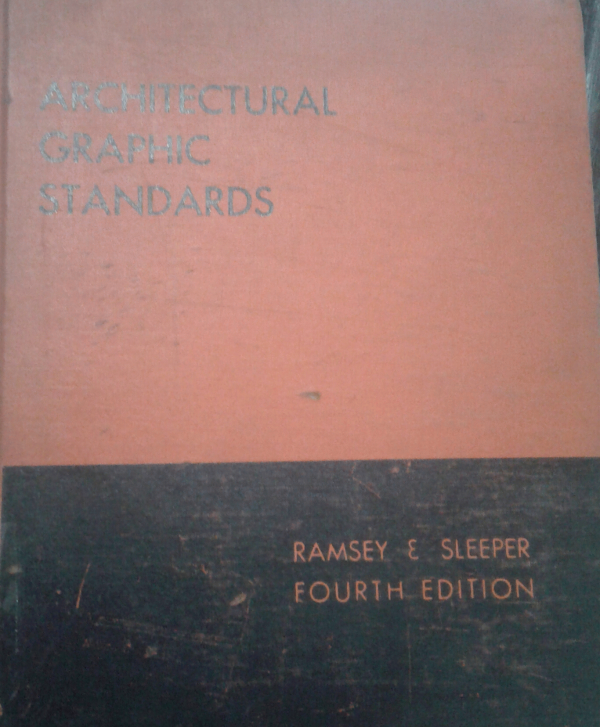 ARCHITECTURAL
GRAPHIC
STANDARDS
RAMSEY & SLEEPER
FOURTH EDITION